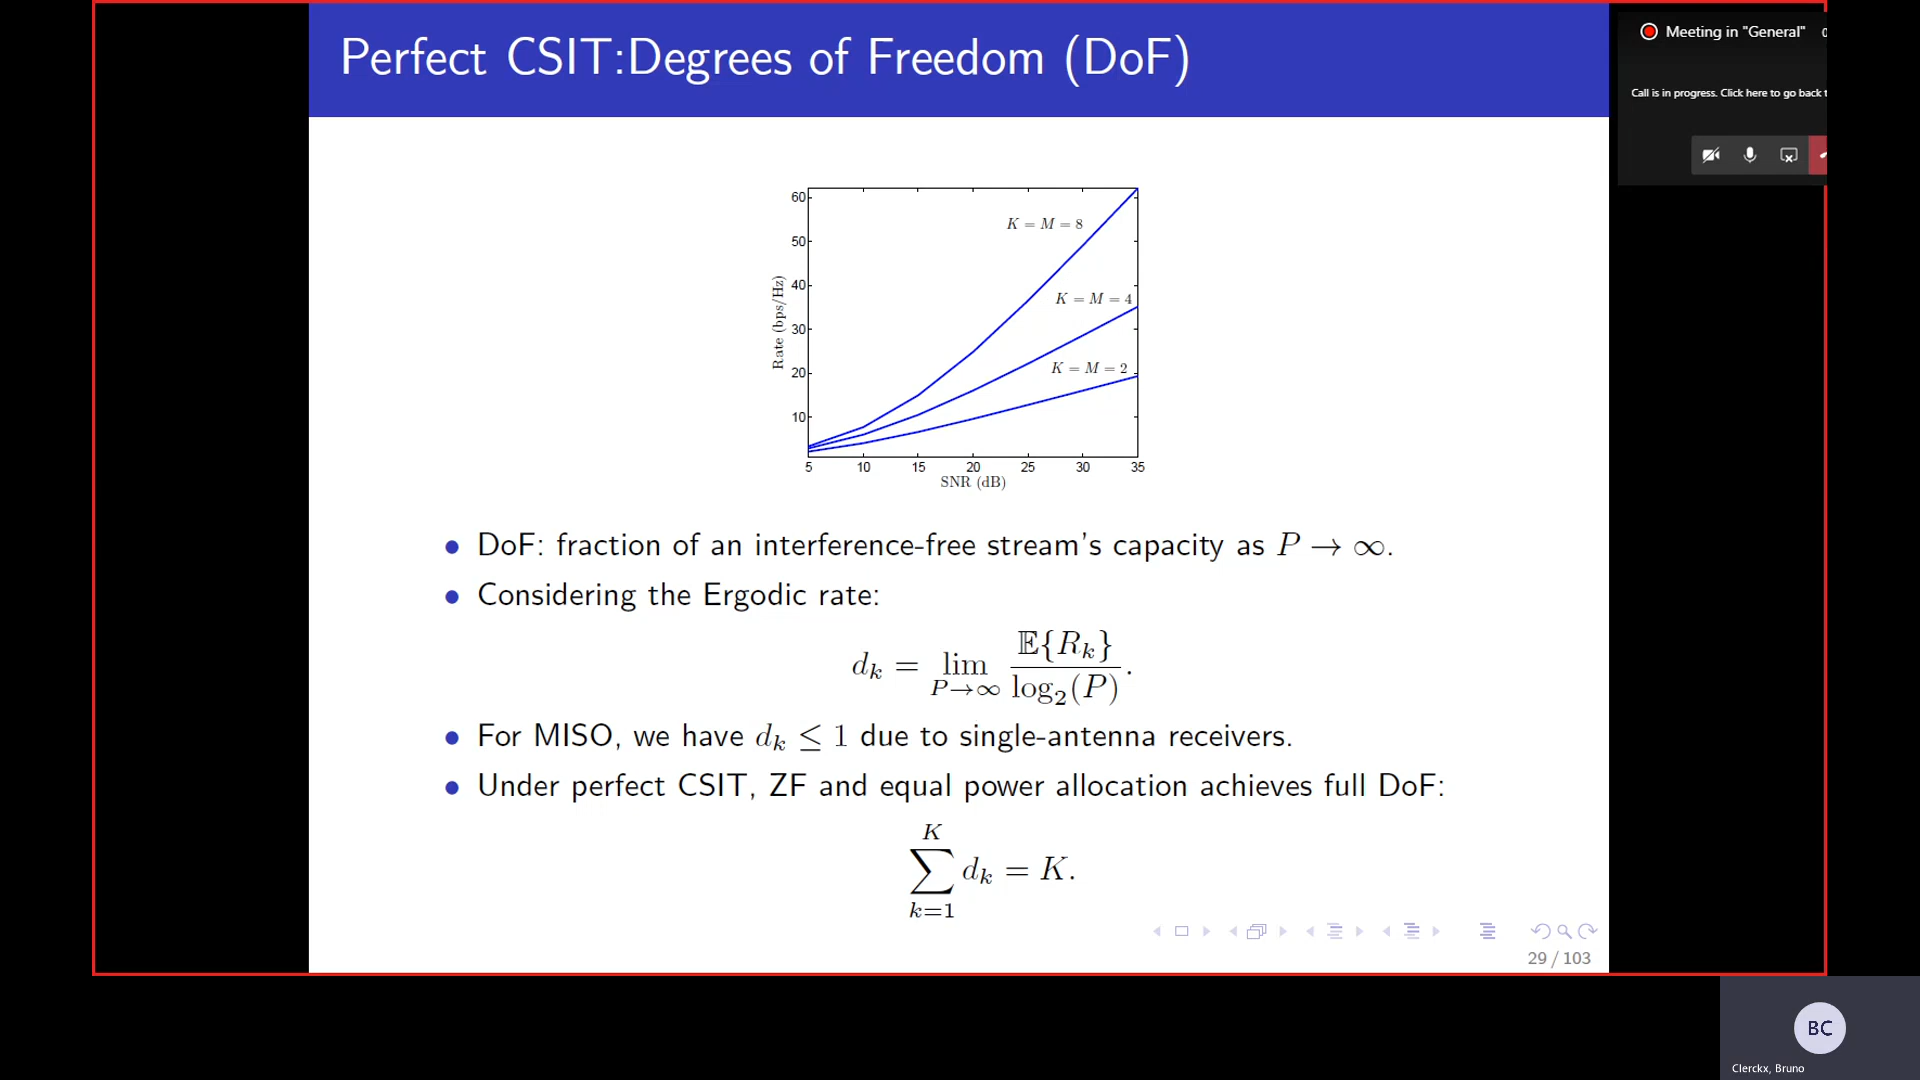 Perfect CSIT:Degrees of Freedom (DoF)
Meeting in "General"
Call is in progress. Click here to go back
60
50
40
30
20
10
Rate (bps/Hz)
K = M = 8
K = M = 4
K = M = 2
5 10 15 20 25 30 35
SNR (dB)
• DoF: fraction of an interference-free stream's capacity as P → ∞.
• Considering the Ergodic rate:
d_k = lim_{P→∞} 𝔼{R_k} / log_2(P).
• For MISO, we have d_k ≤ 1 due to single-antenna receivers.
• Under perfect CSIT, ZF and equal power allocation achieves full DoF:
∑_{k=1}^{K} d_k = K.
29 / 103
BC
Clerckx, Bruno